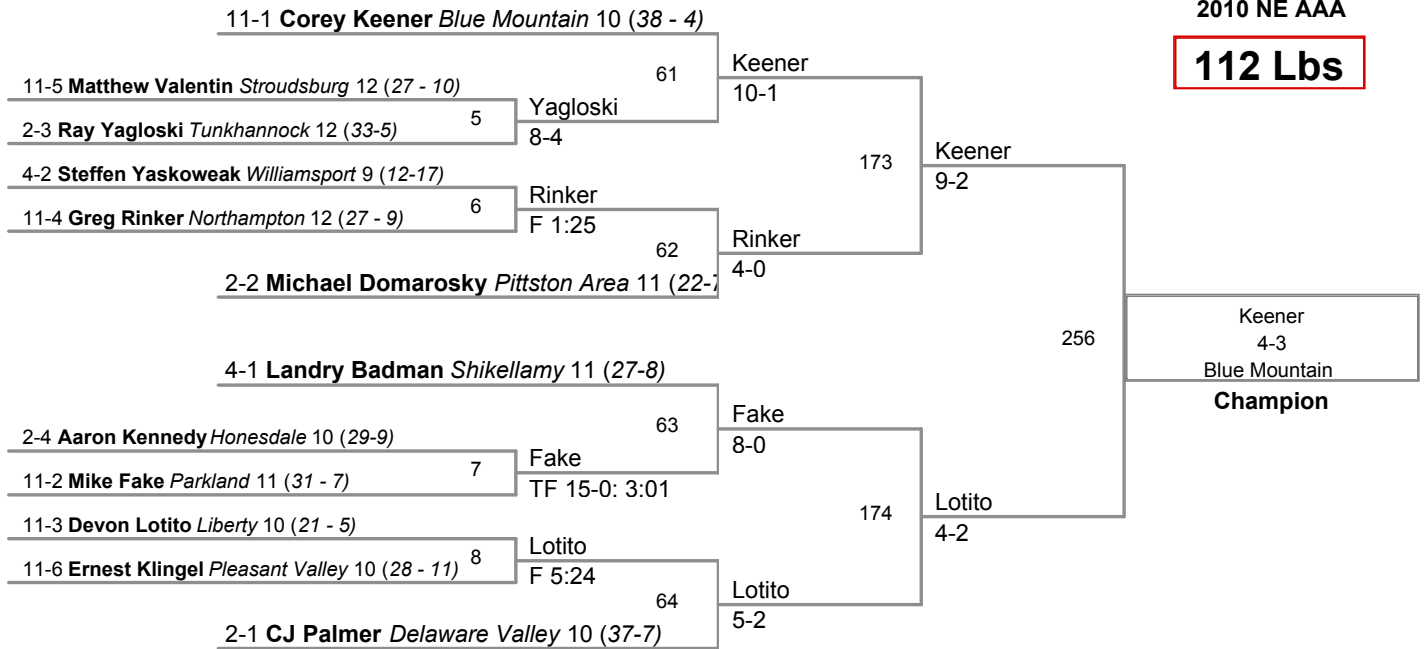 2010 NE AAA
112 Lbs
11-1 Corey Keener Blue Mountain 10 (38 - 4)
61
Keener
10-1
11-5 Matthew Valentin Stroudsburg 12 (27 - 10)
5
Yagloski
8-4
2-3 Ray Yagloski Tunkhannock 12 (33-5)
173
Keener
9-2
4-2 Steffen Yaskoweak Williamsport 9 (12-17)
6
Rinker
F 1:25
11-4 Greg Rinker Northampton 12 (27 - 9)
62
Rinker
4-0
2-2 Michael Domarosky Pittston Area 11 (22-
256
Keener
4-3
Blue Mountain
Champion
4-1 Landry Badman Shikellamy 11 (27-8)
63
Fake
8-0
2-4 Aaron Kennedy Honesdale 10 (29-9)
7
Fake
TF 15-0: 3:01
11-2 Mike Fake Parkland 11 (31 - 7)
174
Lotito
4-2
11-3 Devon Lotito Liberty 10 (21 - 5)
8
Lotito
F 5:24
11-6 Ernest Klingel Pleasant Valley 10 (28 - 11)
64
Lotito
5-2
2-1 CJ Palmer Delaware Valley 10 (37-7)